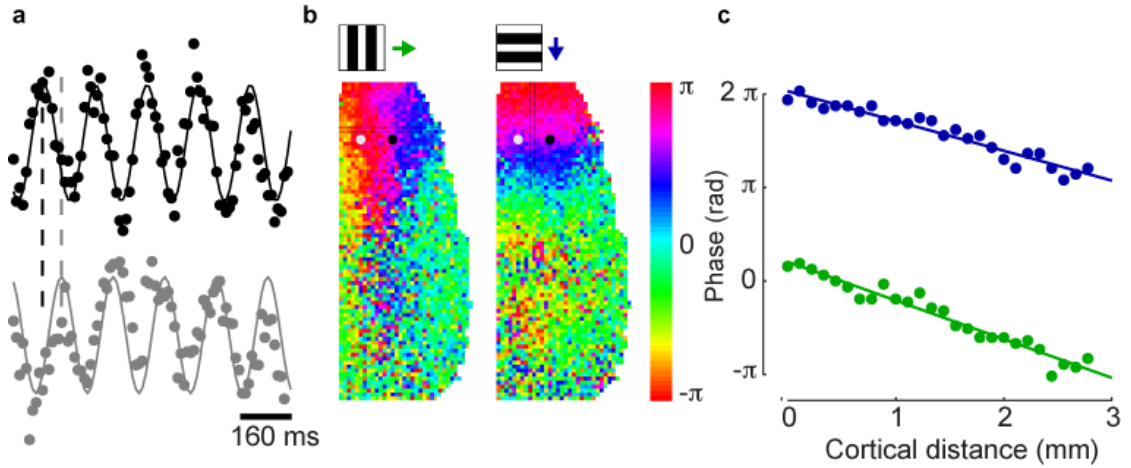 a
160 ms
b
π
0
-π
c
Phase (rad)
2 π
π
0
-π
0 1 2 3
Cortical distance (mm)